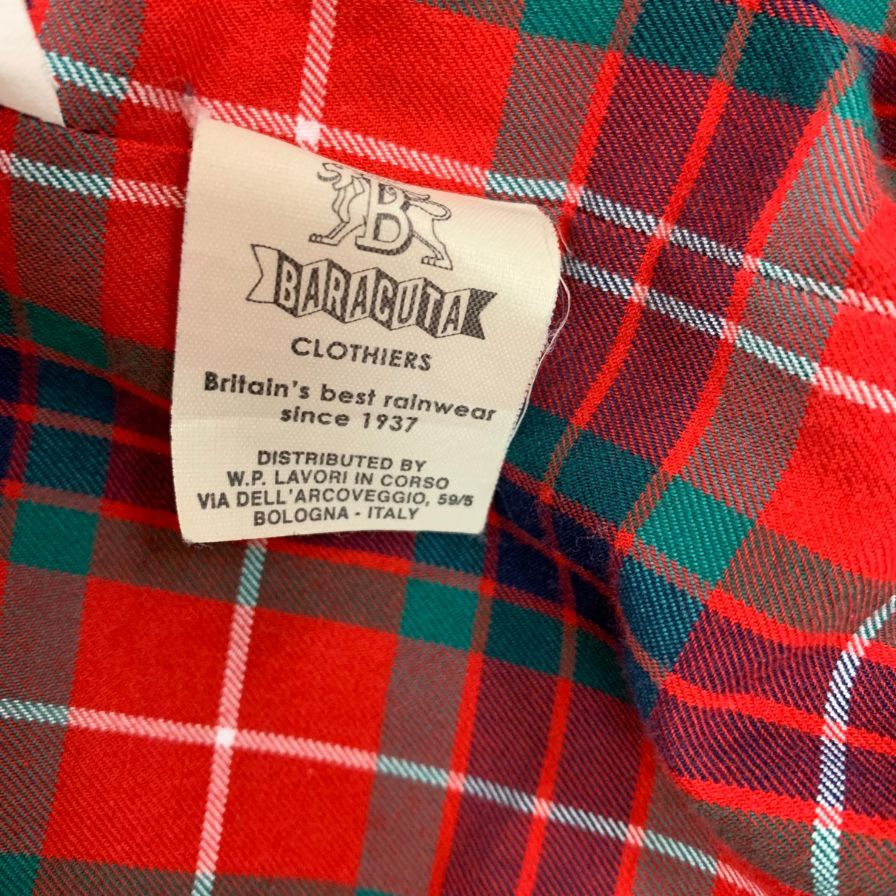 B
BARACUTA
CLOTHIERS
Britain's best rainwear
since 1937
DISTRIBUTED BY
W.P. LAVORI IN CORSO
VIA DELL'ARCOVEGGIO, 59/5
BOLOGNA - ITALY